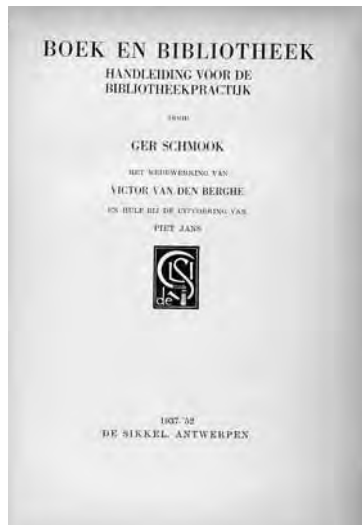 BOEK EN BIBLIOTHEEK
HANDLEIDING VOOR DE
BIBLIOTHEEKPRACTIJK
DOOR
GER SCHMOOK
MET MEDEWERKING VAN
VICTOR VAN DEN BERGHE
EN HULP BIJ DE UITVOERING VAN
PIET JANS
de
1937-'52
DE SIKKEL, ANTWERPEN